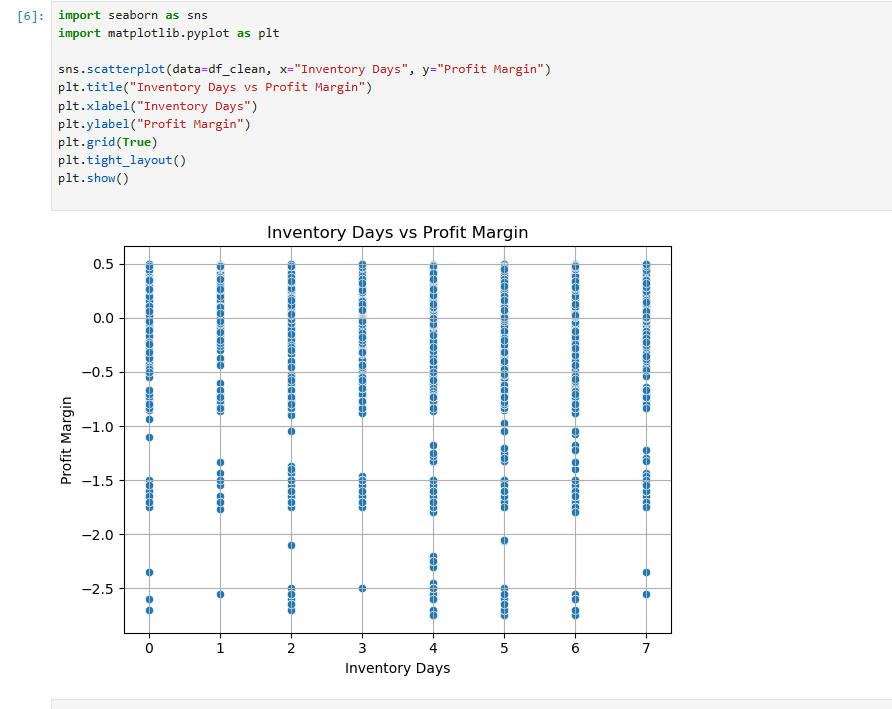 [6]:
import seaborn as sns
import matplotlib.pyplot as plt
sns.scatterplot(data=df_clean, x="Inventory Days", y="Profit Margin")
plt.title("Inventory Days vs Profit Margin")
plt.xlabel("Inventory Days")
plt.ylabel("Profit Margin")
plt.grid(True)
plt.tight_layout()
plt.show()
Inventory Days vs Profit Margin
0.5
0.0
−0.5
−1.0
−1.5
−2.0
−2.5
Profit Margin
0 1 2 3 4 5 6 7
Inventory Days